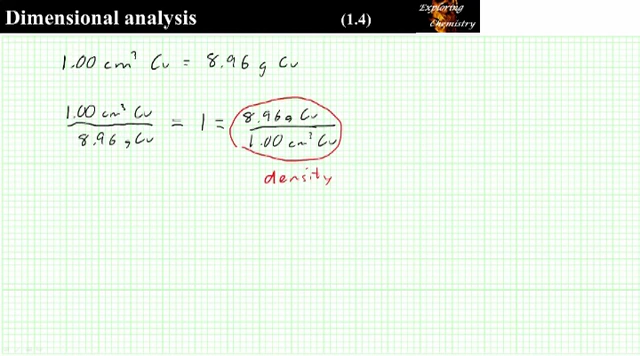 Dimensional analysis (1.4) Exploring Chemistry
1.00 cm³ Cu = 8.96 g Cu
1.00 cm³ Cu / 8.96 g Cu = 1 = 8.96 g Cu / 1.00 cm³ Cu
density